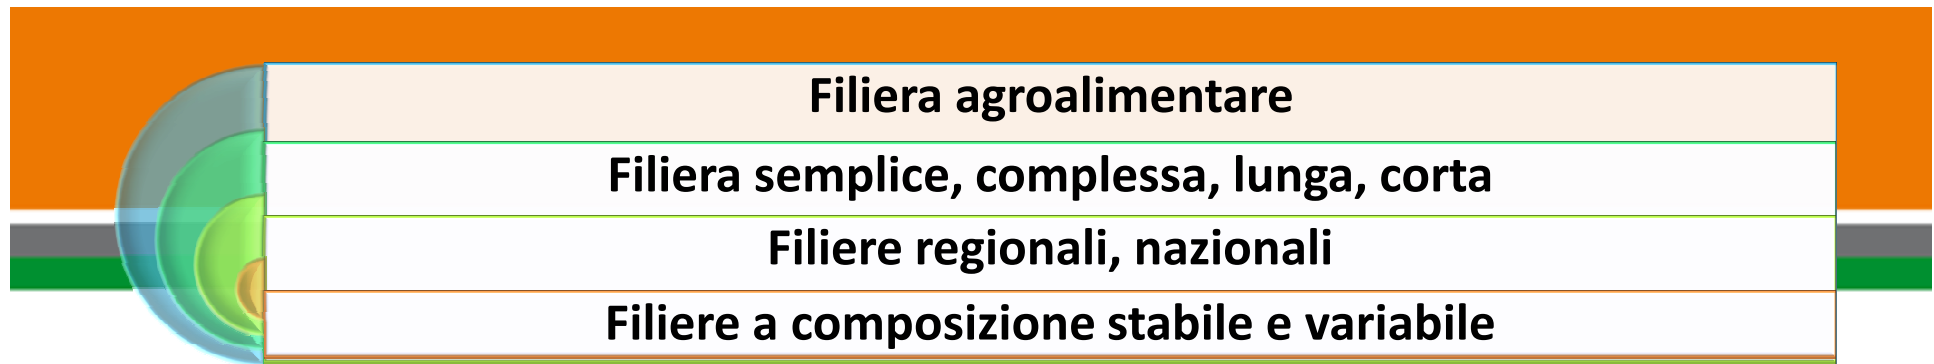 Filiera agroalimentare
Filiera semplice, complessa, lunga, corta
Filiere regionali, nazionali
Filiere a composizione stabile e variabile